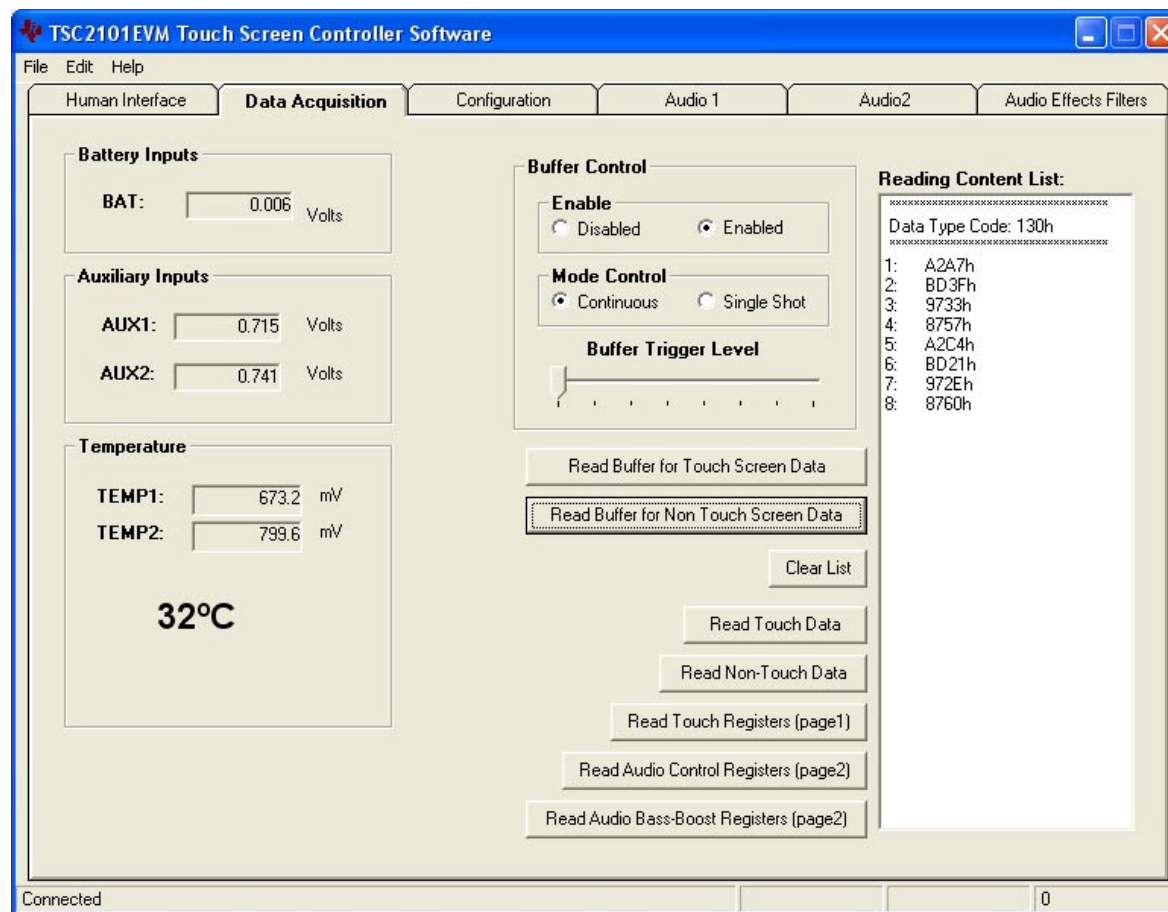 TSC2101EVM Touch Screen Controller Software
File Edit Help
Human Interface Data Acquisition Configuration Audio 1 Audio2 Audio Effects Filters
Battery Inputs
BAT: 0.006 Volts
Auxiliary Inputs
AUX1: 0.715 Volts
AUX2: 0.741 Volts
Temperature
TEMP1: 673.2 mV
TEMP2: 799.6 mV
32ºC
Buffer Control
Enable
Disabled Enabled
Mode Control
Continuous Single Shot
Buffer Trigger Level
Read Buffer for Touch Screen Data
Read Buffer for Non Touch Screen Data
Clear List
Read Touch Data
Read Non-Touch Data
Read Touch Registers (page1)
Read Audio Control Registers (page2)
Read Audio Bass-Boost Registers (page2)
Reading Content List:
Data Type Code: 130h
1: A2A7h
2: BD3Fh
3: 9733h
4: 8757h
5: A2C4h
6: BD21h
7: 972Eh
8: 8760h
Connected 0